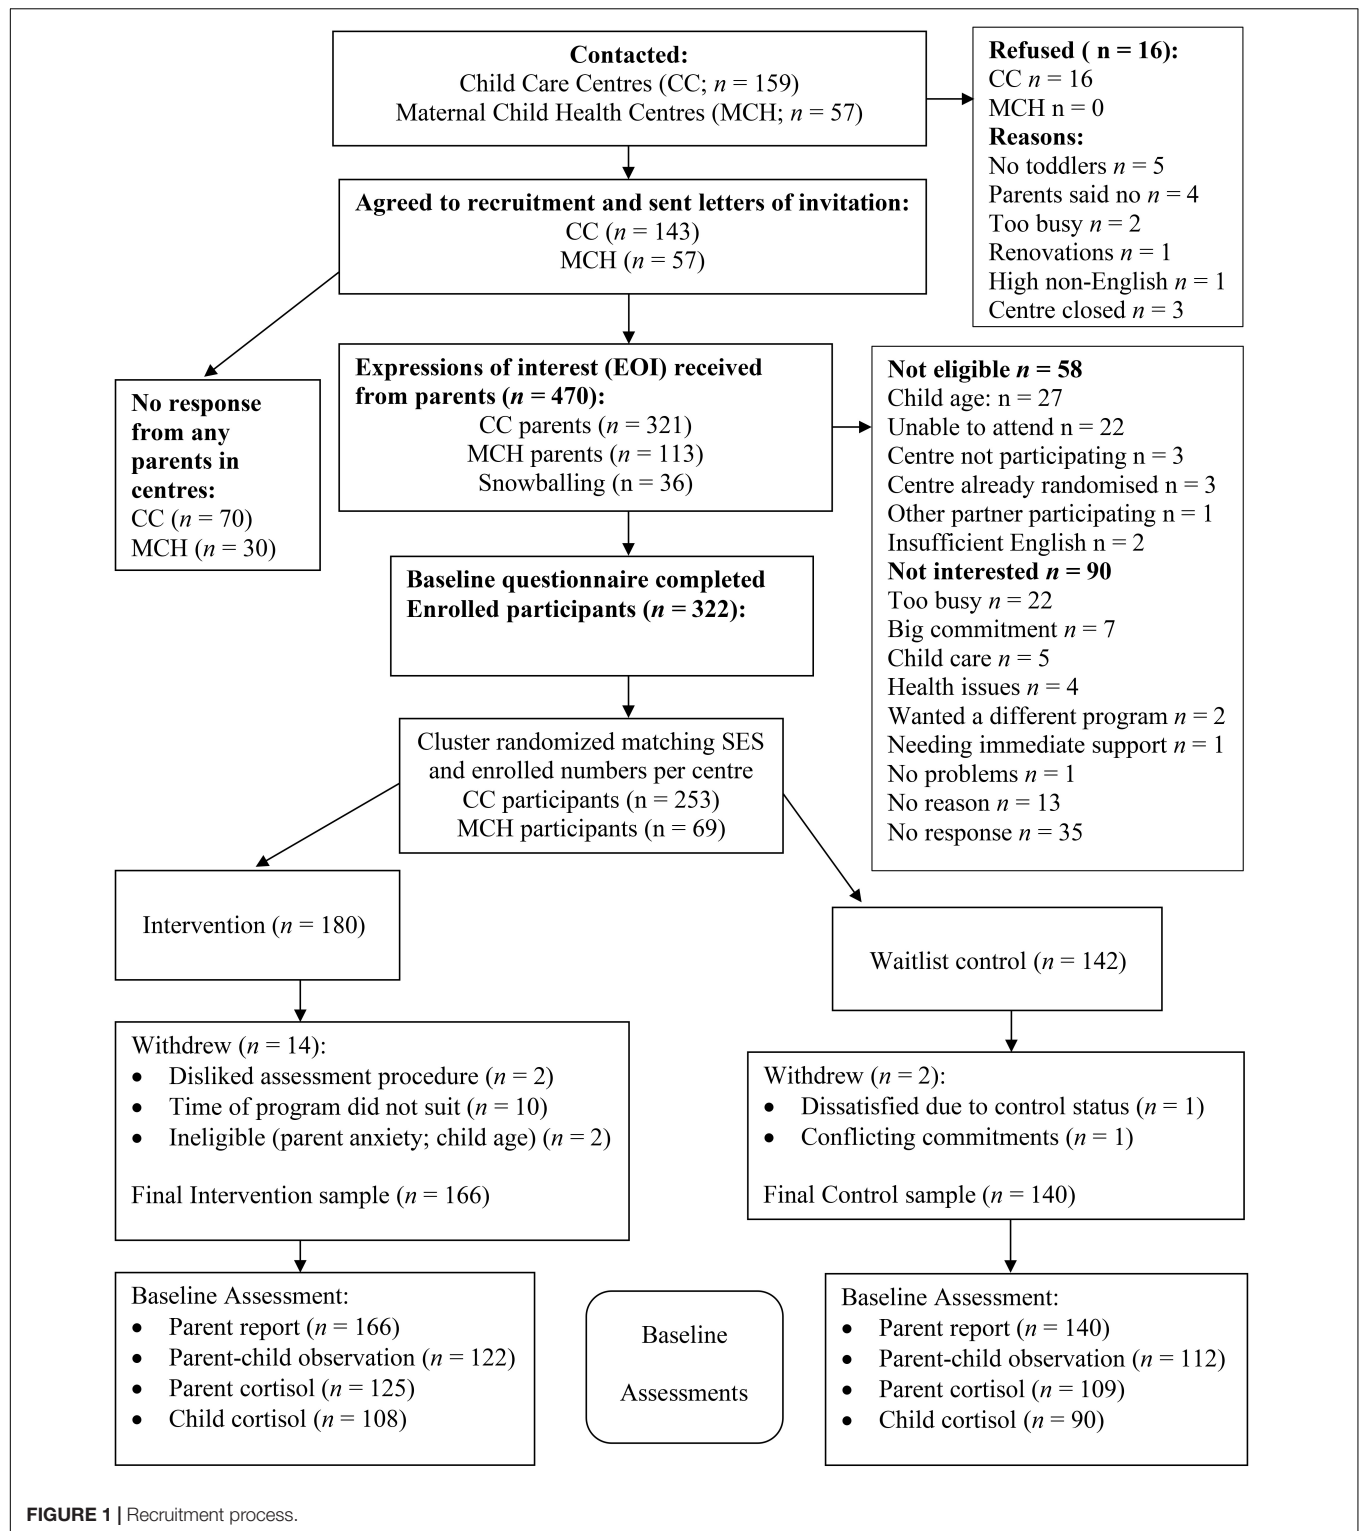 Contacted:
Child Care Centres (CC; n = 159)
Maternal Child Health Centres (MCH; n = 57)
Refused ( n = 16):
CC n = 16
MCH n = 0
Reasons:
No toddlers n = 5
Parents said no n = 4
Too busy n = 2
Renovations n = 1
High non-English n = 1
Centre closed n = 3
Agreed to recruitment and sent letters of invitation:
CC (n = 143)
MCH (n = 57)
No response
from any
parents in
centres:
CC (n = 70)
MCH (n = 30)
Expressions of interest (EOI) received
from parents (n = 470):
CC parents (n = 321)
MCH parents (n = 113)
Snowballing (n = 36)
Not eligible n = 58
Child age: n = 27
Unable to attend n = 22
Centre not participating n = 3
Centre already randomised n = 3
Other partner participating n = 1
Insufficient English n = 2
Not interested n = 90
Too busy n = 22
Big commitment n = 7
Child care n = 5
Health issues n = 4
Wanted a different program n = 2
Needing immediate support n = 1
No problems n = 1
No reason n = 13
No response n = 35
Baseline questionnaire completed
Enrolled participants (n = 322):
Cluster randomized matching SES
and enrolled numbers per centre
CC participants (n = 253)
MCH participants (n = 69)
Intervention (n = 180)
Waitlist control (n = 142)
Withdrew (n = 14):
• Disliked assessment procedure (n = 2)
• Time of program did not suit (n = 10)
• Ineligible (parent anxiety; child age) (n = 2)
Final Intervention sample (n = 166)
Withdrew (n = 2):
• Dissatisfied due to control status (n = 1)
• Conflicting commitments (n = 1)
Final Control sample (n = 140)
Baseline Assessment:
• Parent report (n = 166)
• Parent-child observation (n = 122)
• Parent cortisol (n = 125)
• Child cortisol (n = 108)
Baseline
Assessments
Baseline Assessment:
• Parent report (n = 140)
• Parent-child observation (n = 112)
• Parent cortisol (n = 109)
• Child cortisol (n = 90)
FIGURE 1 | Recruitment process.